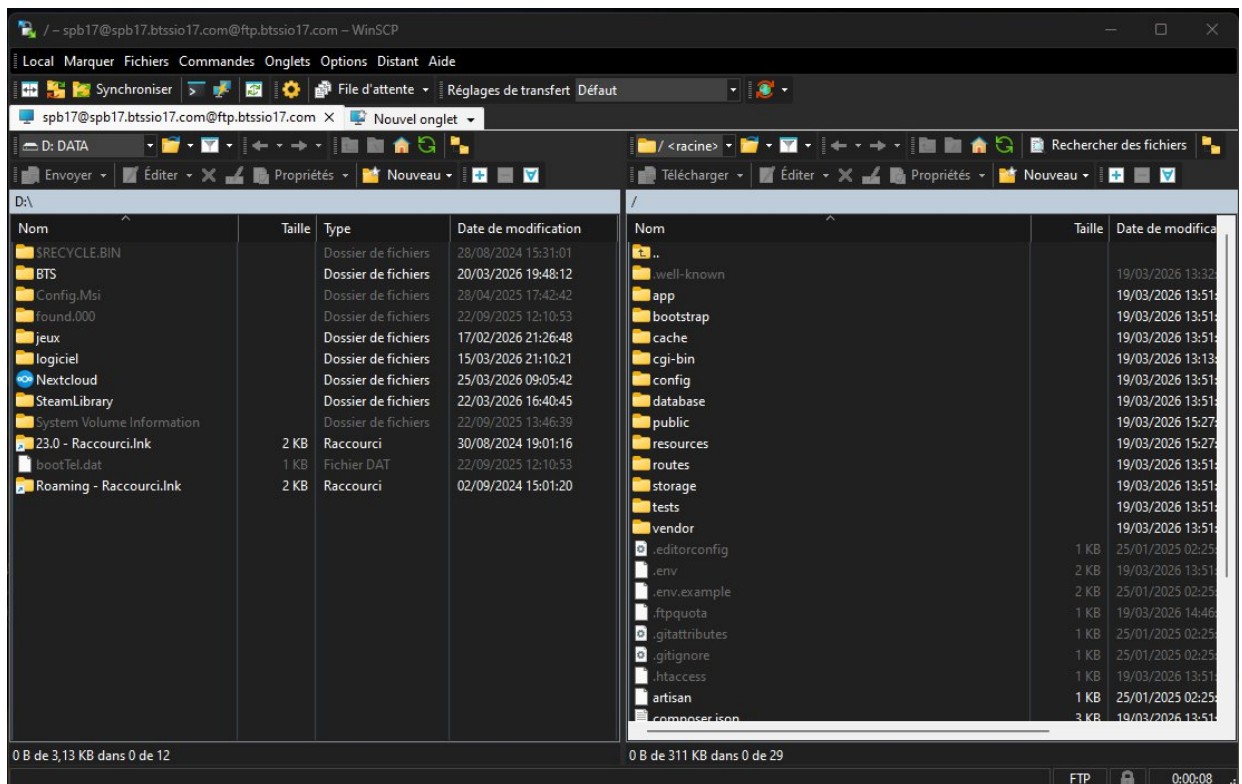 / – spb17@spb17.btssio17.com@ftp.btssio17.com – WinSCP
Local Marquer Fichiers Commandes Onglets Options Distant Aide
Synchroniser File d'attente Réglages de transfert Défaut
spb17@spb17.btssio17.com@ftp.btssio17.com Nouvel onglet
D: DATA
Envoyer Éditer Propriétés Nouveau
D:\
Nom Taille Type Date de modification
$RECYCLE.BIN Dossier de fichiers 28/08/2024 15:31:01
BTS Dossier de fichiers 20/03/2026 19:48:12
Config.Msi Dossier de fichiers 28/04/2025 17:42:42
found.000 Dossier de fichiers 22/09/2025 12:10:53
jeux Dossier de fichiers 17/02/2026 21:26:48
logiciel Dossier de fichiers 15/03/2026 21:10:21
Nextcloud Dossier de fichiers 25/03/2026 09:05:42
SteamLibrary Dossier de fichiers 22/03/2026 16:40:45
System Volume Information Dossier de fichiers 22/09/2025 13:46:39
23.0 - Raccourci.lnk 2 KB Raccourci 30/08/2024 19:01:16
bootTel.dat 1 KB Fichier DAT 22/09/2025 12:10:53
Roaming - Raccourci.lnk 2 KB Raccourci 02/09/2024 15:01:20
0 B de 3,13 KB dans 0 de 12
/ <racine> Rechercher des fichiers
Télécharger Éditer Propriétés Nouveau
/
Nom Taille Date de modifica
..
.well-known 19/03/2026 13:32:
app 19/03/2026 13:51:
bootstrap 19/03/2026 13:51:
cache 19/03/2026 13:51:
cgi-bin 19/03/2026 13:13:
config 19/03/2026 13:51:
database 19/03/2026 13:51:
public 19/03/2026 15:27:
resources 19/03/2026 15:27:
routes 19/03/2026 13:51:
storage 19/03/2026 13:51:
tests 19/03/2026 13:51:
vendor 19/03/2026 13:51:
.editorconfig 1 KB 25/01/2025 02:25:
.env 2 KB 19/03/2026 13:51:
.env.example 2 KB 25/01/2025 02:25:
.ftpquota 1 KB 19/03/2026 14:46:
.gitattributes 1 KB 25/01/2025 02:25:
.gitignore 1 KB 25/01/2025 02:25:
.htaccess 1 KB 19/03/2026 13:51:
artisan 1 KB 25/01/2025 02:25:
composer.json 3 KB 19/03/2026 13:51:
0 B de 311 KB dans 0 de 29
FTP 0:00:08